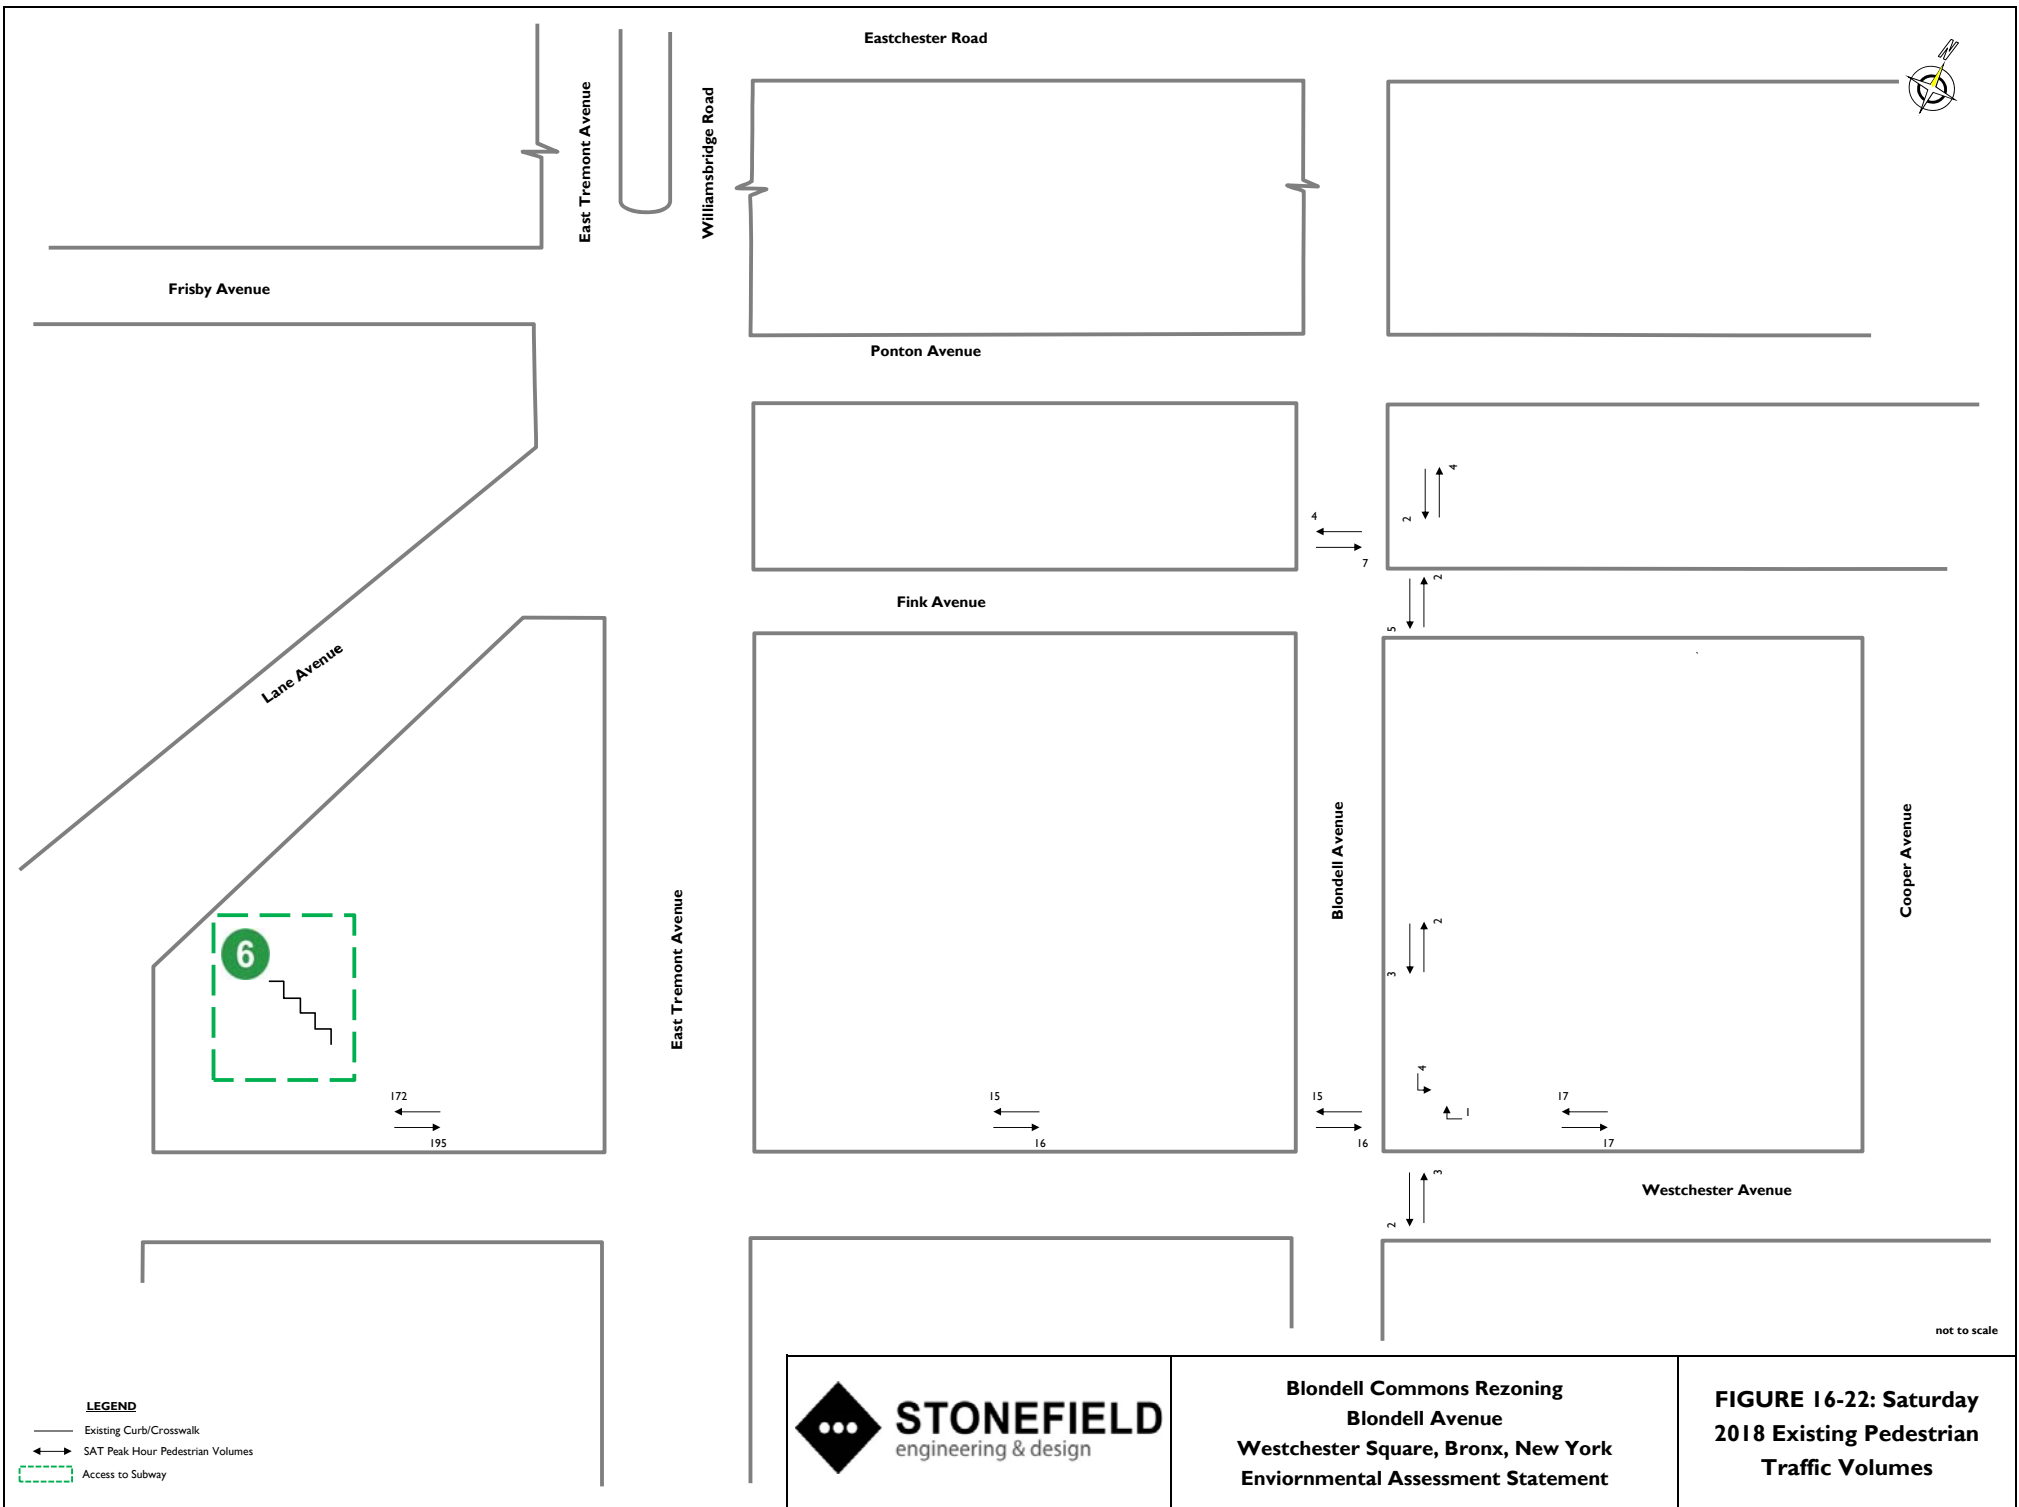 Eastchester Road
N
East Tremont Avenue
Williamsbridge Road
Frisby Avenue
Ponton Avenue
4
2
4
7
2
Fink Avenue
5
Lane Avenue
Blondell Avenue
Cooper Avenue
East Tremont Avenue
2
6
3
4
172
15
15
1
17
195
16
16
17
3
Westchester Avenue
2
not to scale
LEGEND
Existing Curb/Crosswalk
SAT Peak Hour Pedestrian Volumes
Access to Subway
STONEFIELD
engineering & design
Blondell Commons Rezoning
Blondell Avenue
Westchester Square, Bronx, New York
Enviornmental Assessment Statement
FIGURE 16-22: Saturday
2018 Existing Pedestrian
Traffic Volumes